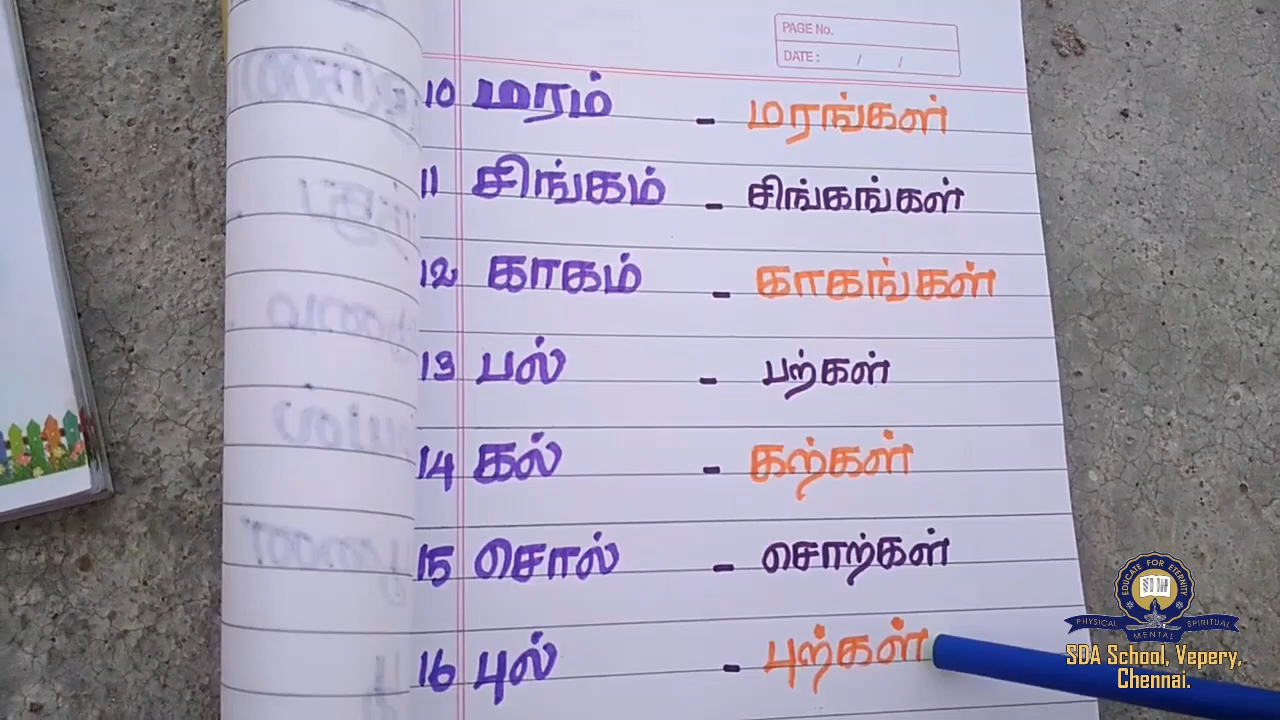 PAGE No.
DATE : / /
10 மரம் - மரங்கள்
11 சிங்கம் - சிங்கங்கள்
12 காகம் - காகங்கள்
13 பல் - பற்கள்
14 கல் - கற்கள்
15 சொல் - சொற்கள்
16 புல் - புற்கள்
EDUCATE FOR ETERNITY
SDA
PHYSICAL MENTAL SPIRITUAL
SDA School, Vepery,
Chennai.